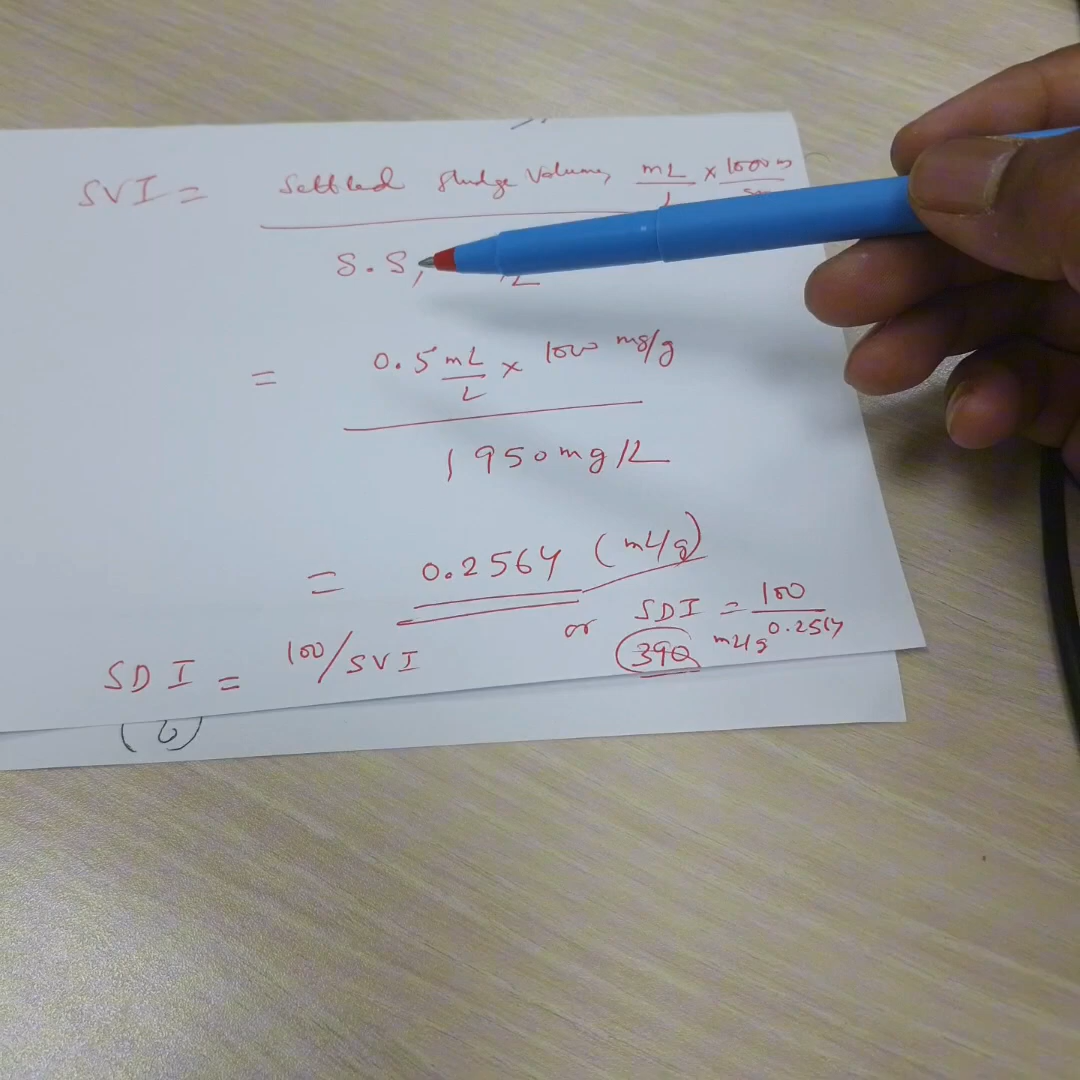 SVI = Settled Sludge Volume, mL/L × 1000
S.S, /L
= 0.5 mL/L × 1000 mg/g
1950 mg/L
= 0.2564 (mL/g)
or SDI = 100/0.2564
SDI = 100/SVI
390 mL/g
(b)